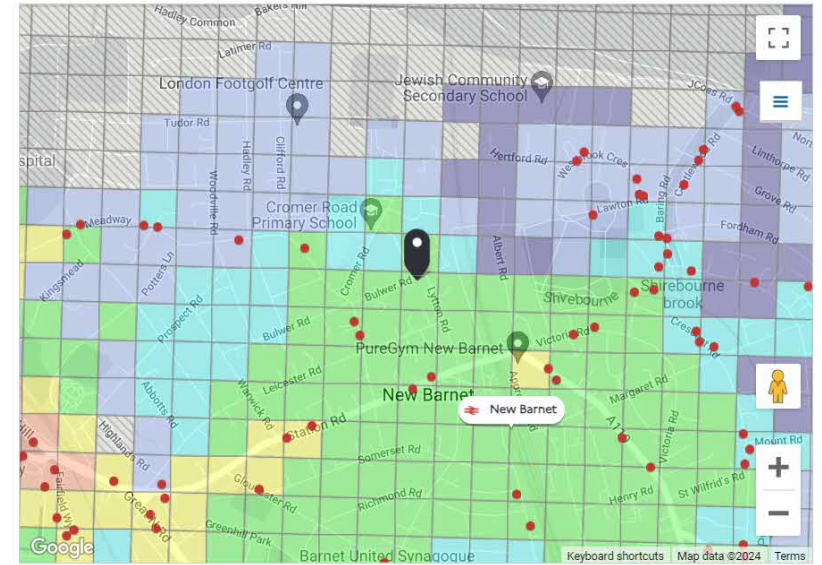 Hadley Common
Bakers Hill
Latimer Rd
London Footgolf Centre
Jewish Community
Secondary School
Tudor Rd
Hadley Rd
Clifford Rd
Hertford Rd
Westbrook Cres
Linthorpe Rd
Grove Rd
spital
Woodville Rd
Lawton Rd
Baring Rd
Cromer Road
Primary School
Meadway
Fordham Rd
Albert Rd
Kingsmead
Potters Ln
Cromer Rd
Bulwer Rd
Lytton Rd
Shirebourne
Shirebourne
brook
Prospect Rd
Bulwer Rd
Victoria Rd
PureGym New Barnet
Leicester Rd
Warwick Rd
New Barnet
Margaret Rd
Abbotts Rd
New Barnet
Station Rd
A110
Victoria Rd
Highlands Rd
Mount Rd
Somerset Rd
Richmond Rd
Gloucester Rd
Henry Rd
St Wilfrid's Rd
Greenhill Park
Google
Barnet United Synagogue
Keyboard shortcuts
Map data ©2024
Terms